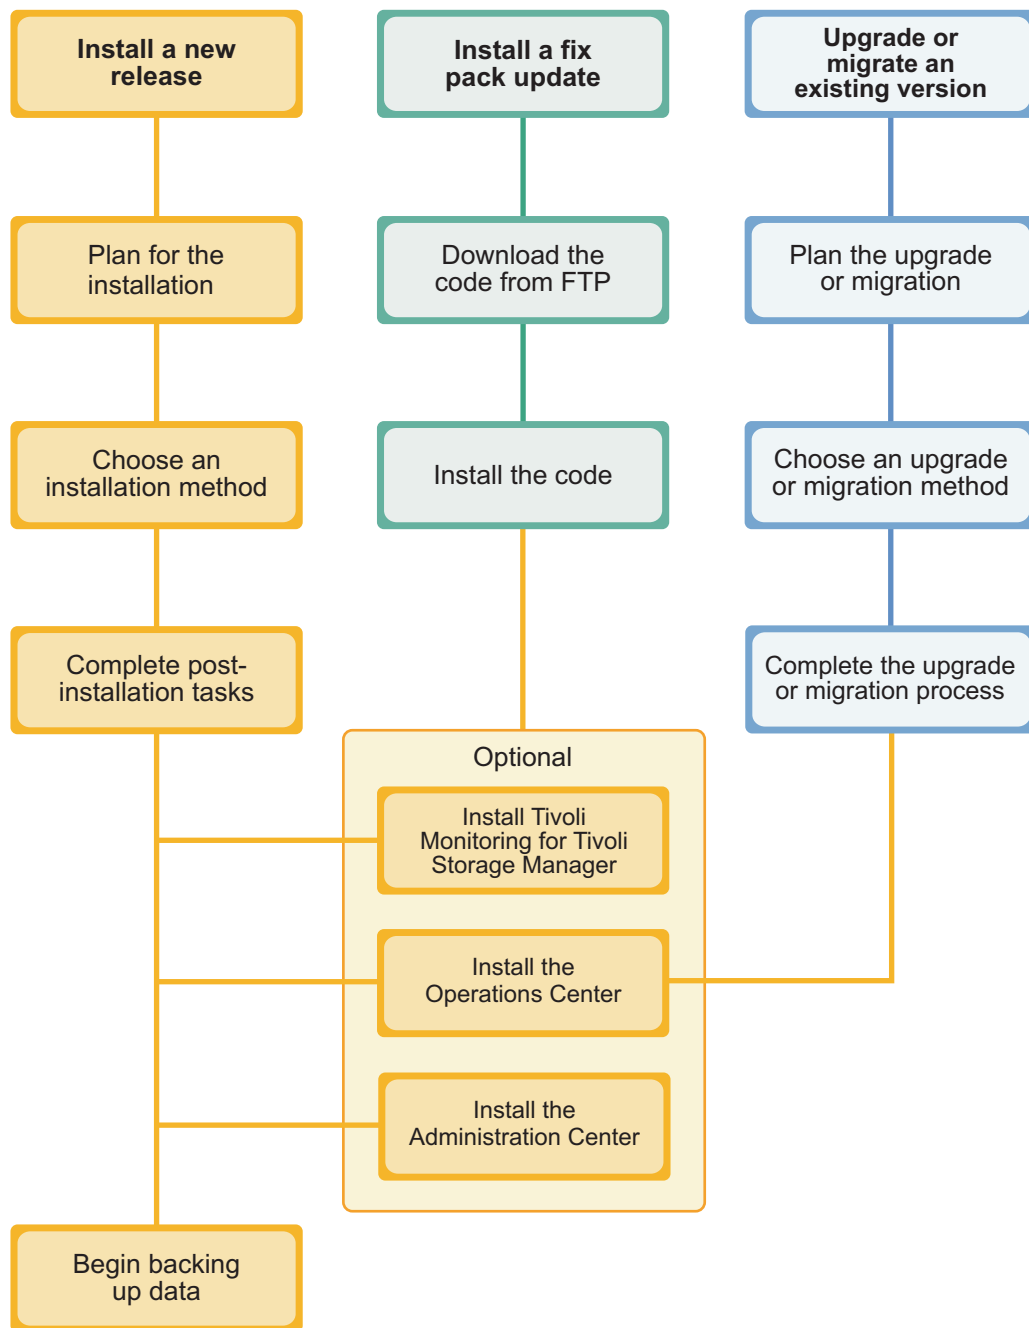 Install a new
release
Install a fix
pack update
Upgrade or
migrate an
existing version
Plan for the
installation
Download the
code from FTP
Plan the upgrade
or migration
Choose an
installation method
Install the code
Choose an upgrade
or migration method
Complete post-
installation tasks
Complete the upgrade
or migration process
Optional
Install Tivoli
Monitoring for Tivoli
Storage Manager
Install the
Operations Center
Install the
Administration Center
Begin backing
up data